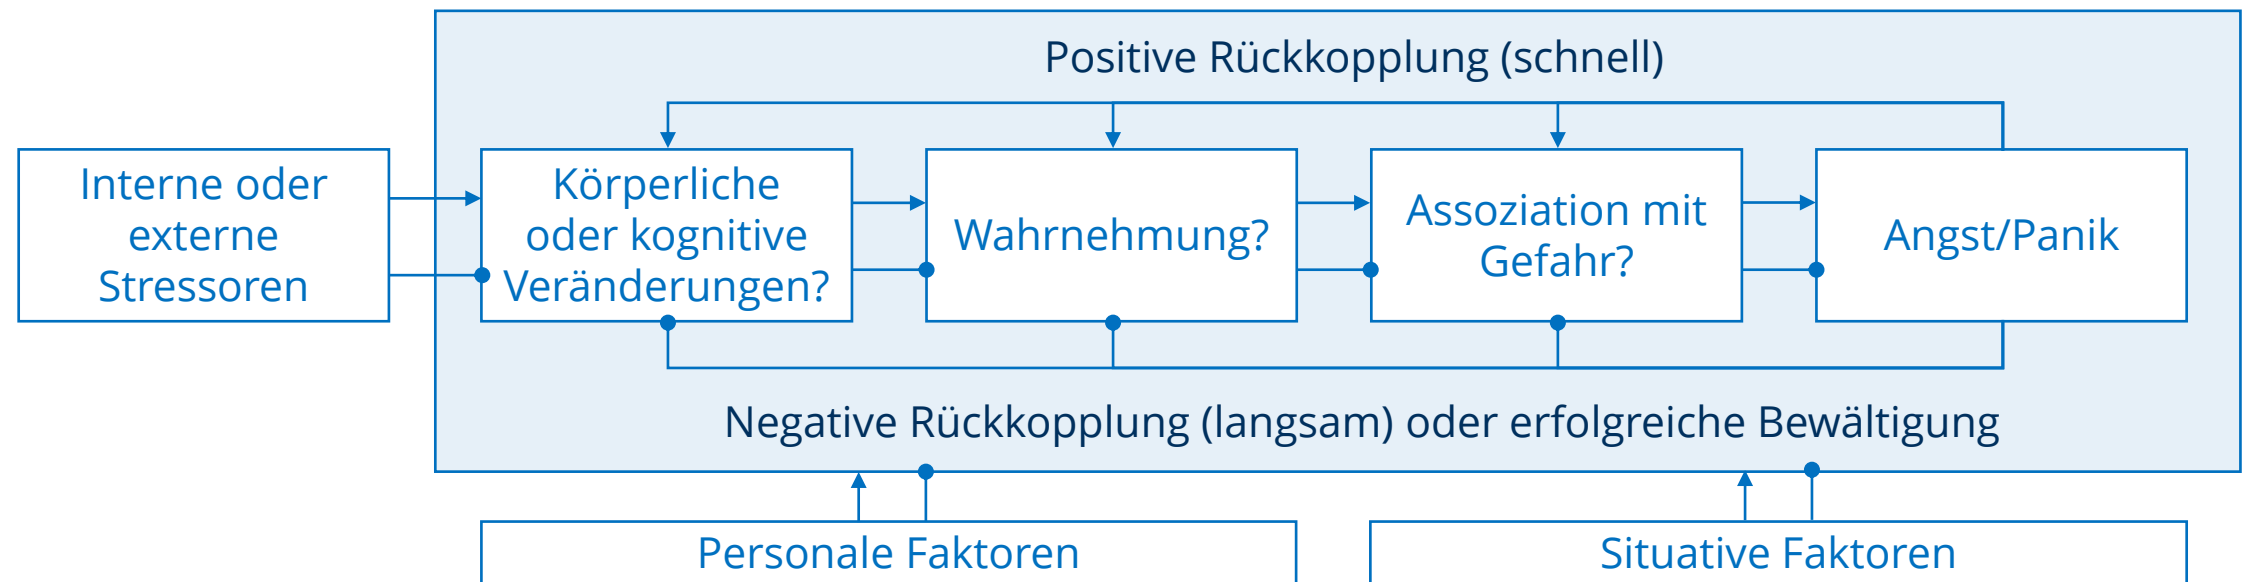 Positive Rückkopplung (schnell)
Interne oder
externe
Stressoren
Körperliche
oder kognitive
Veränderungen?
Wahrnehmung?
Assoziation mit
Gefahr?
Angst/Panik
Negative Rückkopplung (langsam) oder erfolgreiche Bewältigung
Personale Faktoren
Situative Faktoren